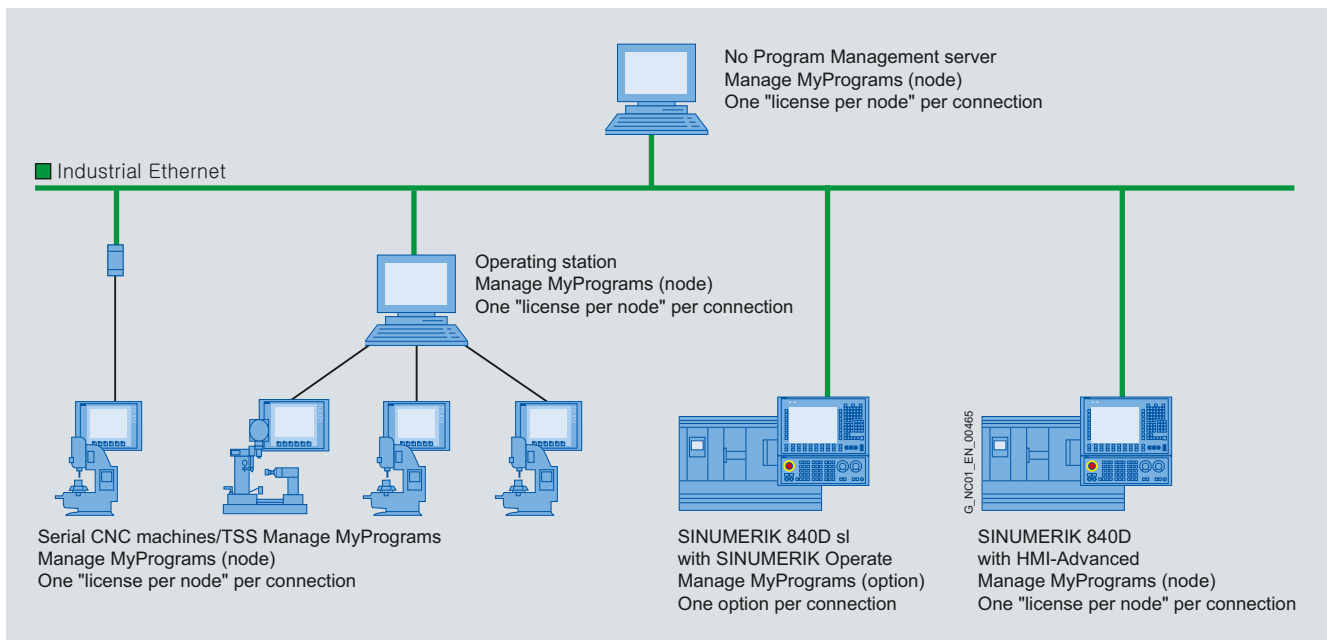 No Program Management server
Manage MyPrograms (node)
One "license per node" per connection
Industrial Ethernet
Operating station
Manage MyPrograms (node)
One "license per node" per connection
Serial CNC machines/TSS Manage MyPrograms
Manage MyPrograms (node)
One "license per node" per connection
SINUMERIK 840D sl
with SINUMERIK Operate
Manage MyPrograms (option)
One option per connection
G_NC01_EN_00465
SINUMERIK 840D
with HMI-Advanced
Manage MyPrograms (node)
One "license per node" per connection